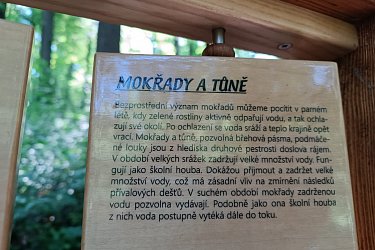 MOKŘADY A TŮNĚ
Bezprostřední význam mokřadů můžeme pocítit v parném
létě, kdy zelené rostliny aktivně odpařují vodu, a tak ochla-
zují své okolí. Po ochlazení se voda sráží a teplo krajině opět
vrací. Mokřady a tůně, pozvolná břehová pásma, podmáče-
né louky jsou z hlediska druhové pestrosti doslova rájem.
V období velkých srážek zadržují velké množství vody. Fun-
gují jako školní houba. Dokážou přijmout a zadržet velké
množství vody, což má zásadní vliv na zmírnění následků
přívalových dešťů. V suchém období mokřady zadrženou
vodu pozvolna vydávají. Podobně jako ona školní houba
z nich voda postupně vytéká dále do toku.